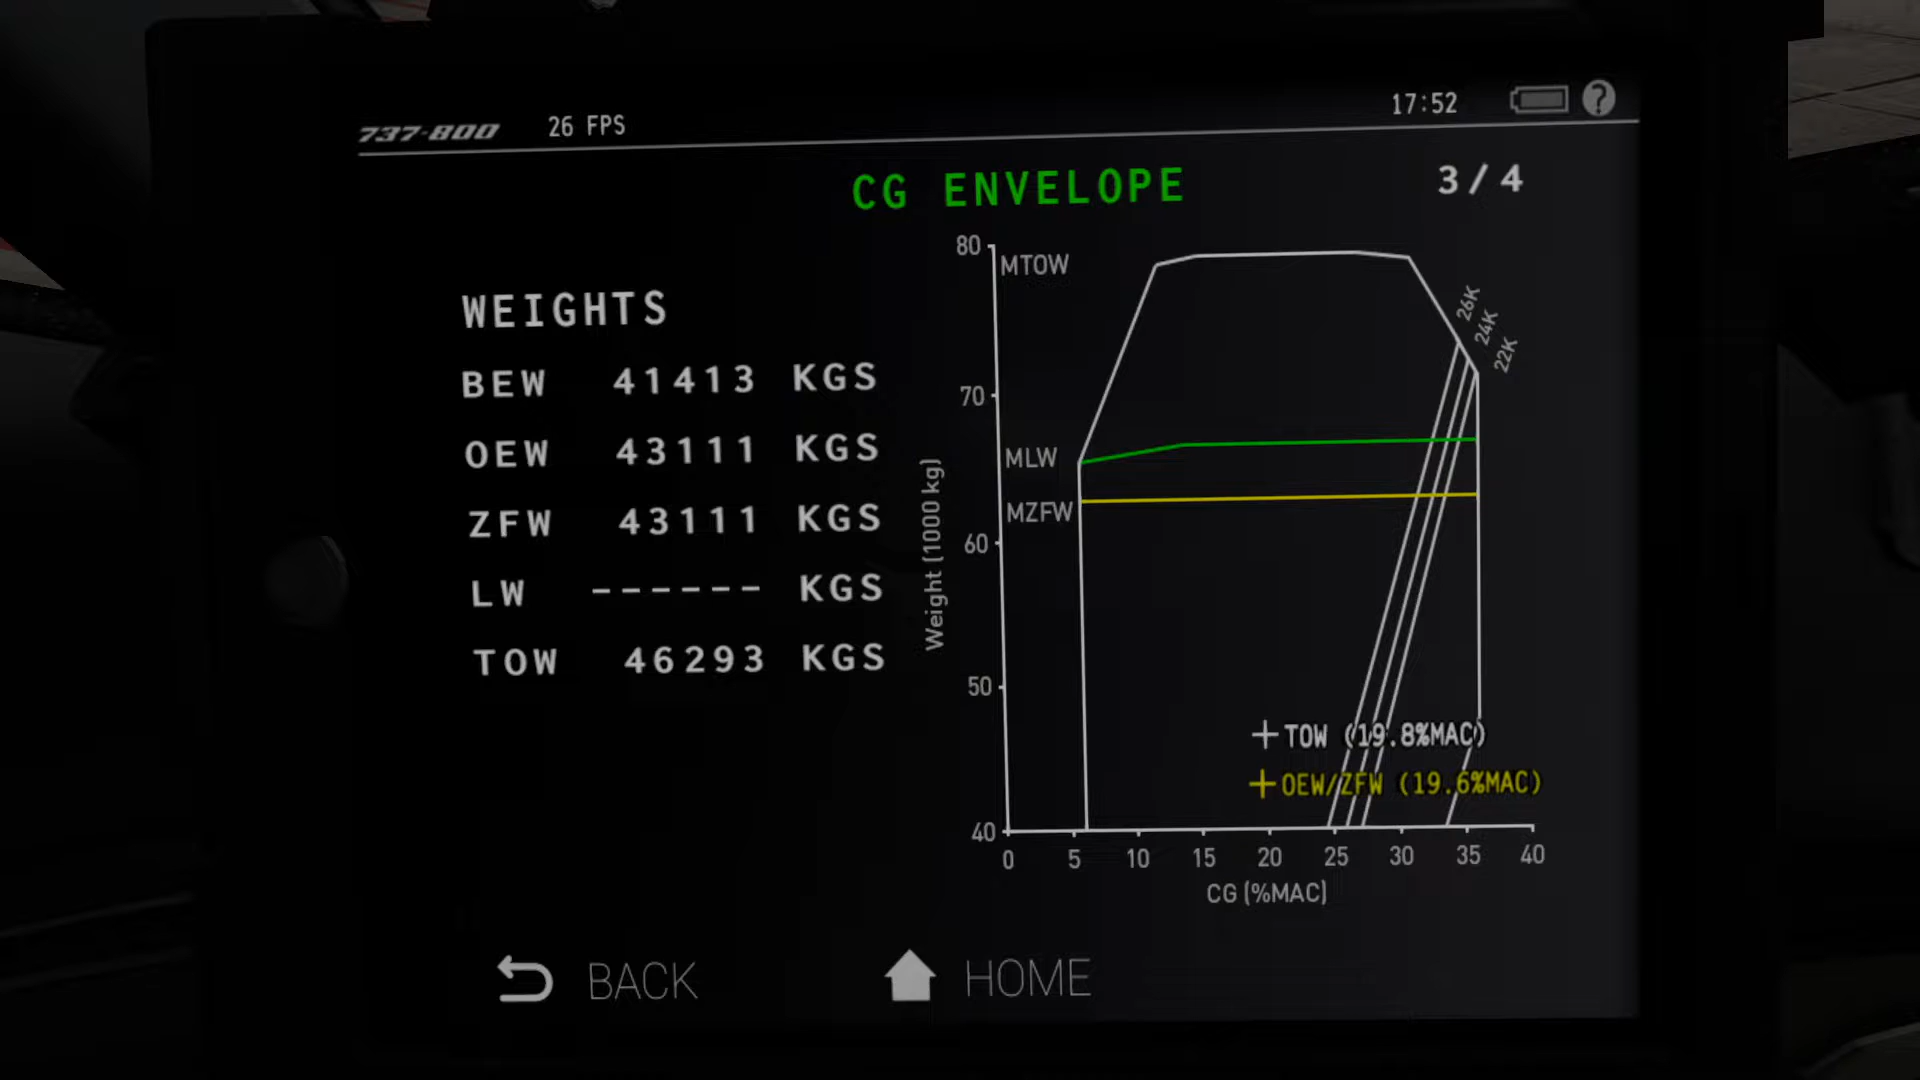 737-800 26 FPS 17:52 ?
CG ENVELOPE 3/4
WEIGHTS
BEW 41413 KGS
OEW 43111 KGS
ZFW 43111 KGS
LW ------ KGS
TOW 46293 KGS
Weight (1000 kg)
80
70
60
50
40
MTOW
MLW
MZFW
26K
24K
22K
TOW (19.8%MAC)
OEW/ZFW (19.6%MAC)
0 5 10 15 20 25 30 35 40
CG (%MAC)
BACK HOME